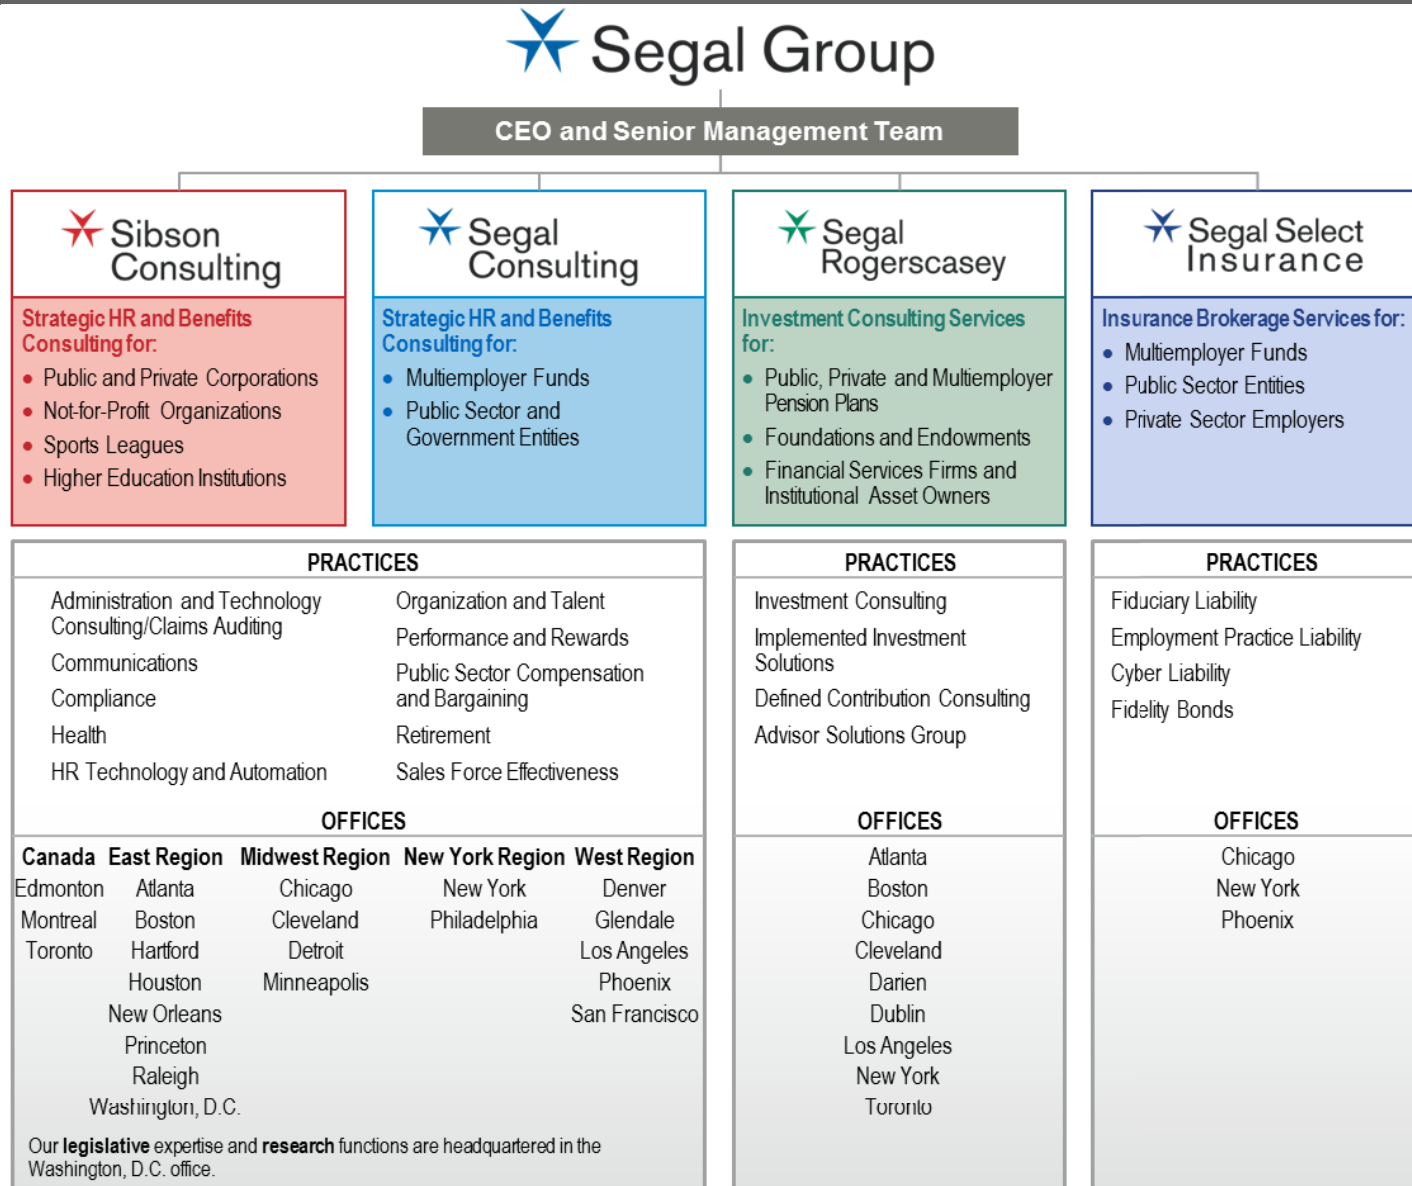 Segal Group
CEO and Senior Management Team
Sibson
Consulting
Strategic HR and Benefits
Consulting for:
• Public and Private Corporations
• Not-for-Profit Organizations
• Sports Leagues
• Higher Education Institutions
Segal
Consulting
Strategic HR and Benefits
Consulting for:
• Multiemployer Funds
• Public Sector and
Government Entities
Segal
Rogerscasey
Investment Consulting Services
for:
• Public, Private and Multiemployer
Pension Plans
• Foundations and Endowments
• Financial Services Firms and
Institutional Asset Owners
Segal Select
Insurance
Insurance Brokerage Services for:
• Multiemployer Funds
• Public Sector Entities
• Private Sector Employers
PRACTICES
Administration and Technology
Consulting/Claims Auditing
Communications
Compliance
Health
HR Technology and Automation
Organization and Talent
Performance and Rewards
Public Sector Compensation
and Bargaining
Retirement
Sales Force Effectiveness
OFFICES
Canada
Edmonton
Montreal
Toronto
East Region
Atlanta
Boston
Hartford
Houston
New Orleans
Princeton
Raleigh
Washington, D.C.
Midwest Region
Chicago
Cleveland
Detroit
Minneapolis
New York Region
New York
Philadelphia
West Region
Denver
Glendale
Los Angeles
Phoenix
San Francisco
Our legislative expertise and research functions are headquartered in the
Washington, D.C. office.
PRACTICES
Investment Consulting
Implemented Investment
Solutions
Defined Contribution Consulting
Advisor Solutions Group
OFFICES
Atlanta
Boston
Chicago
Cleveland
Darien
Dublin
Los Angeles
New York
Toronto
PRACTICES
Fiduciary Liability
Employment Practice Liability
Cyber Liability
Fidelity Bonds
OFFICES
Chicago
New York
Phoenix